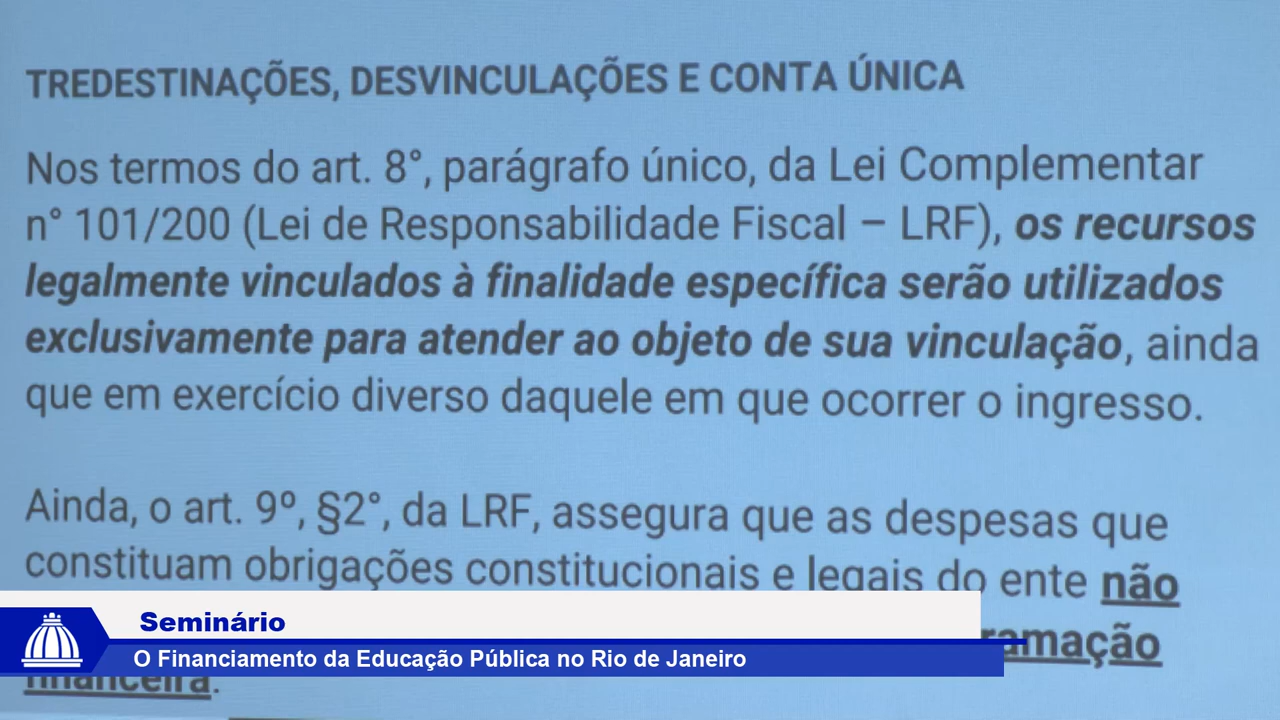 TREDESTINAÇÕES, DESVINCULAÇÕES E CONTA ÚNICA
Nos termos do art. 8°, parágrafo único, da Lei Complementar
n° 101/200 (Lei de Responsabilidade Fiscal – LRF), os recursos
legalmente vinculados à finalidade específica serão utilizados
exclusivamente para atender ao objeto de sua vinculação, ainda
que em exercício diverso daquele em que ocorrer o ingresso.
Ainda, o art. 9º, §2°, da LRF, assegura que as despesas que
constituam obrigações constitucionais e legais do ente não
ramação
financeira.
Seminário
O Financiamento da Educação Pública no Rio de Janeiro